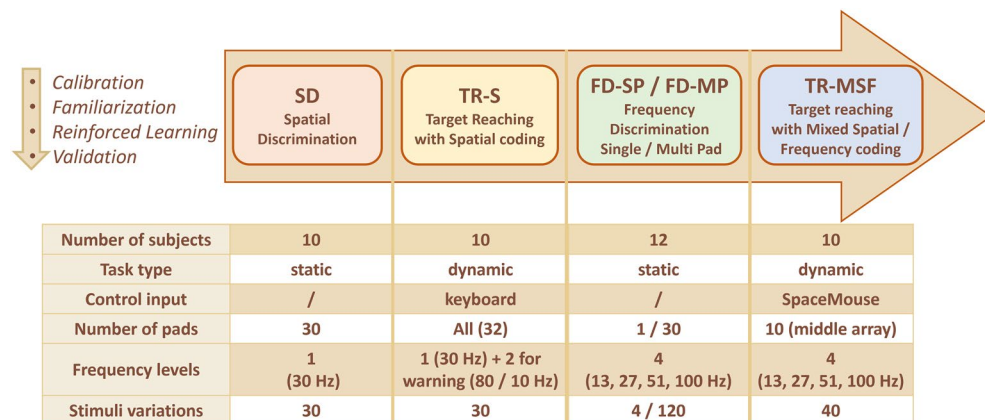 • Calibration
• Familiarization
• Reinforced Learning
• Validation
SD
Spatial
Discrimination
TR-S
Target Reaching
with Spatial coding
FD-SP / FD-MP
Frequency
Discrimination
Single / Multi Pad
TR-MSF
Target reaching
with Mixed Spatial /
Frequency coding
Number of subjects 10 10 12 10
Task type static dynamic static dynamic
Control input / keyboard / SpaceMouse
Number of pads 30 All (32) 1 / 30 10 (middle array)
Frequency levels 1 1 (30 Hz) + 2 for 4 4
(30 Hz) warning (80 / 10 Hz) (13, 27, 51, 100 Hz) (13, 27, 51, 100 Hz)
Stimuli variations 30 30 4 / 120 40